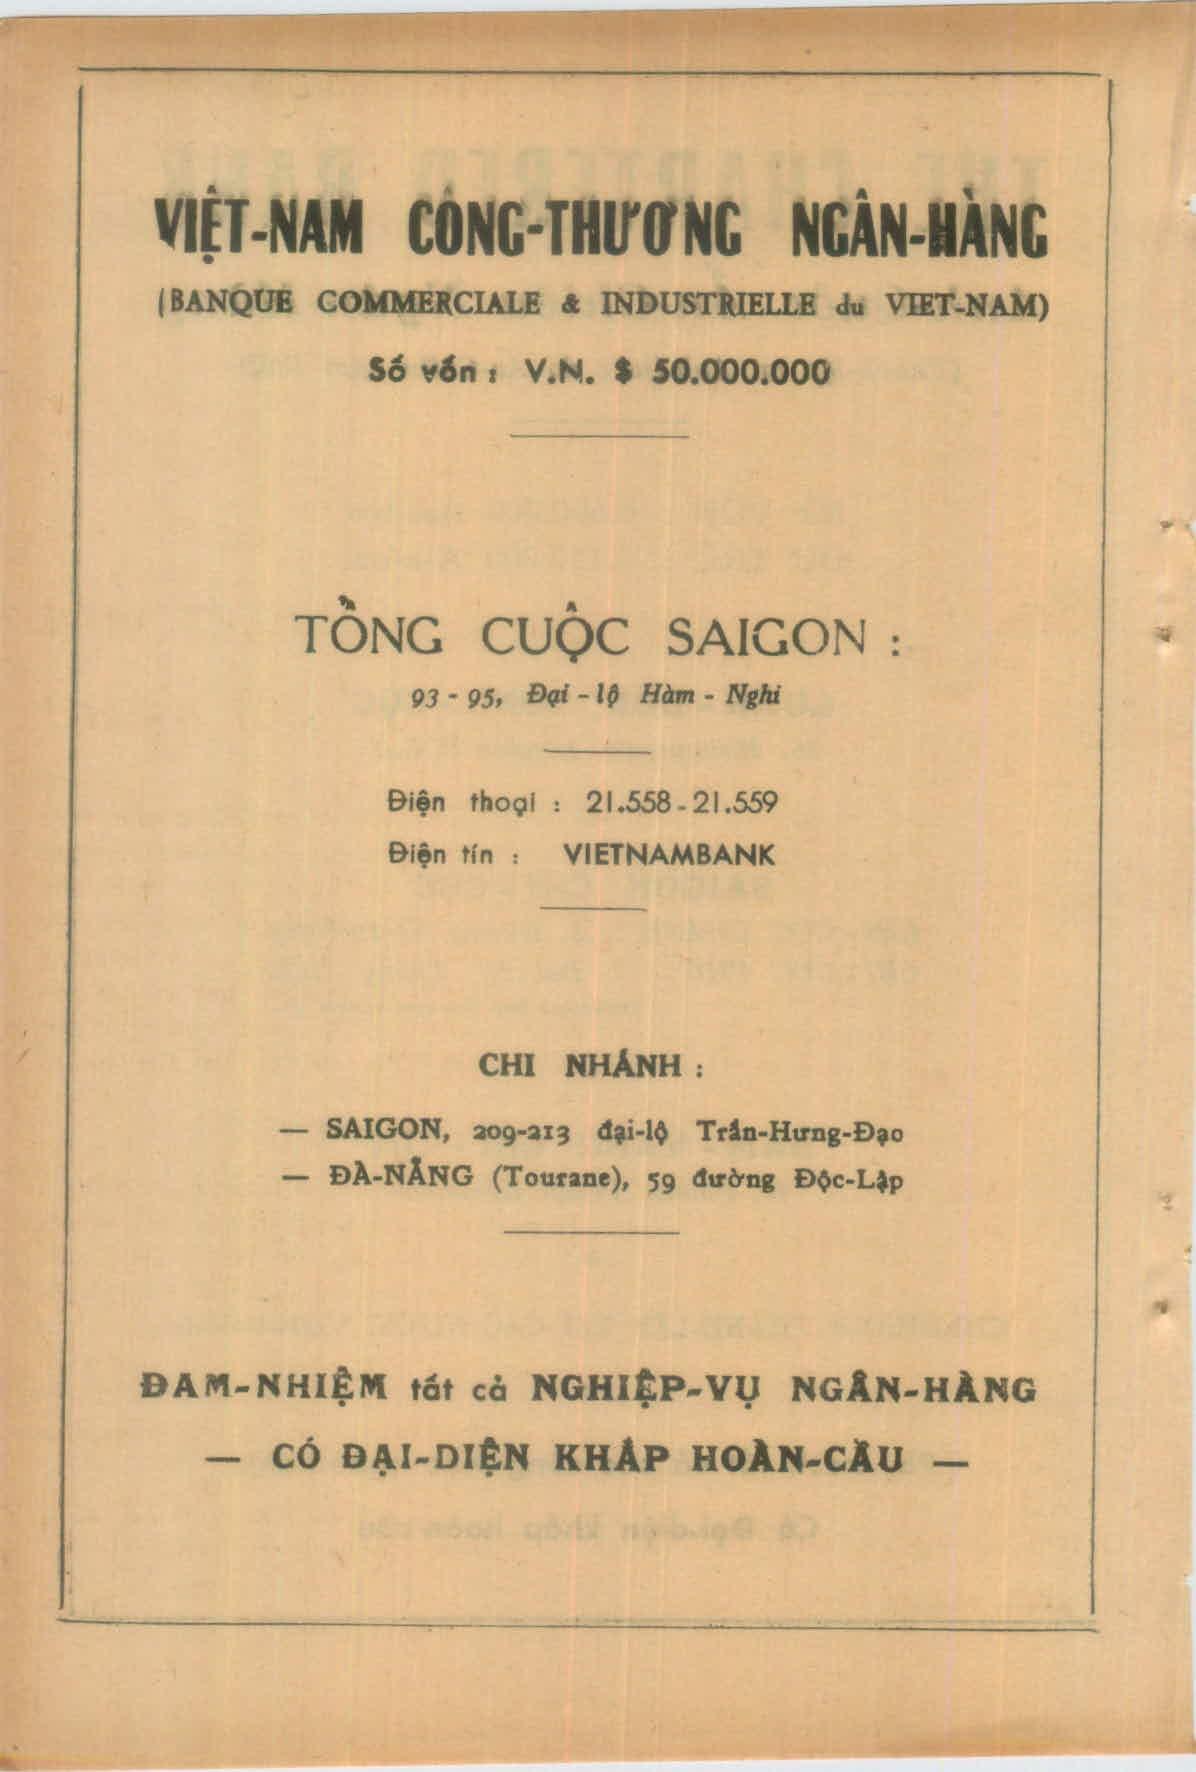 VIỆT-NAM CÔNG-THƯƠNG NGÂN-HÀNG
(BANQUE COMMERCIALE & INDUSTRIELLE du VIET-NAM)
Số vốn : V.N. $ 50.000.000
TỔNG CUỘC SAIGON :
93 - 95, Đại - lộ Hàm - Nghi
Điện thoại : 21.558 - 21.559
Điện tín : VIETNAMBANK
CHI NHÁNH :
— SAIGON, 209-213 đại-lộ Trần-Hưng-Đạo
— ĐÀ-NẴNG (Tourane), 59 đường Độc-Lập
ĐAM-NHIỆM tất cả NGHIỆP-VỤ NGÂN-HÀNG
— CÓ ĐẠI-DIỆN KHẮP HOÀN-CẦU —